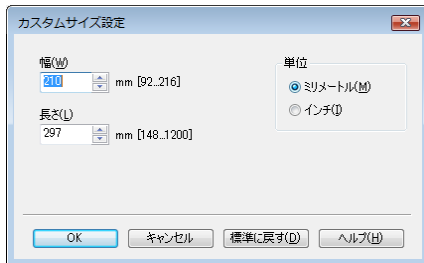 カスタムサイズ設定
幅(W)
210 mm [92...216]
長さ(L)
297 mm [148...1200]
単位
ミリメートル(M)
インチ(I)
OK キャンセル 標準に戻す(D) ヘルプ(H)